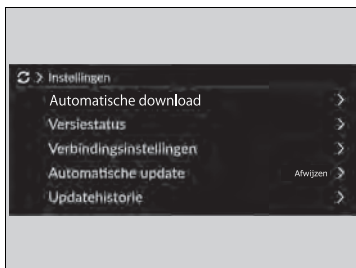 Instellingen
Automatische download
Versiestatus
Verbindingsinstellingen
Automatische update Afwijzen
Updatehistorie